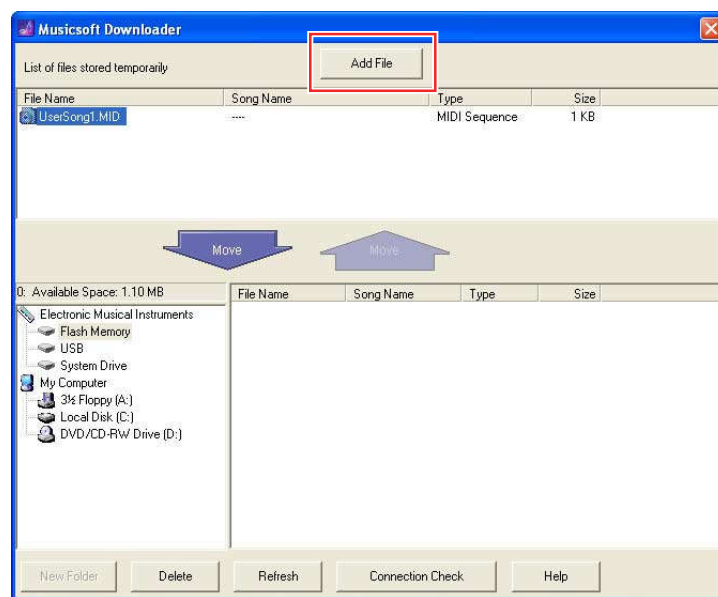 Musicsoft Downloader
List of files stored temporarily
Add File
File Name Song Name Type Size
UserSong1.MID ---- MIDI Sequence 1 KB
Move Move
0: Available Space: 1.10 MB
File Name Song Name Type Size
Electronic Musical Instruments
Flash Memory
USB
System Drive
My Computer
3½ Floppy (A:)
Local Disk (C:)
DVD/CD-RW Drive (D:)
New Folder Delete Refresh Connection Check Help